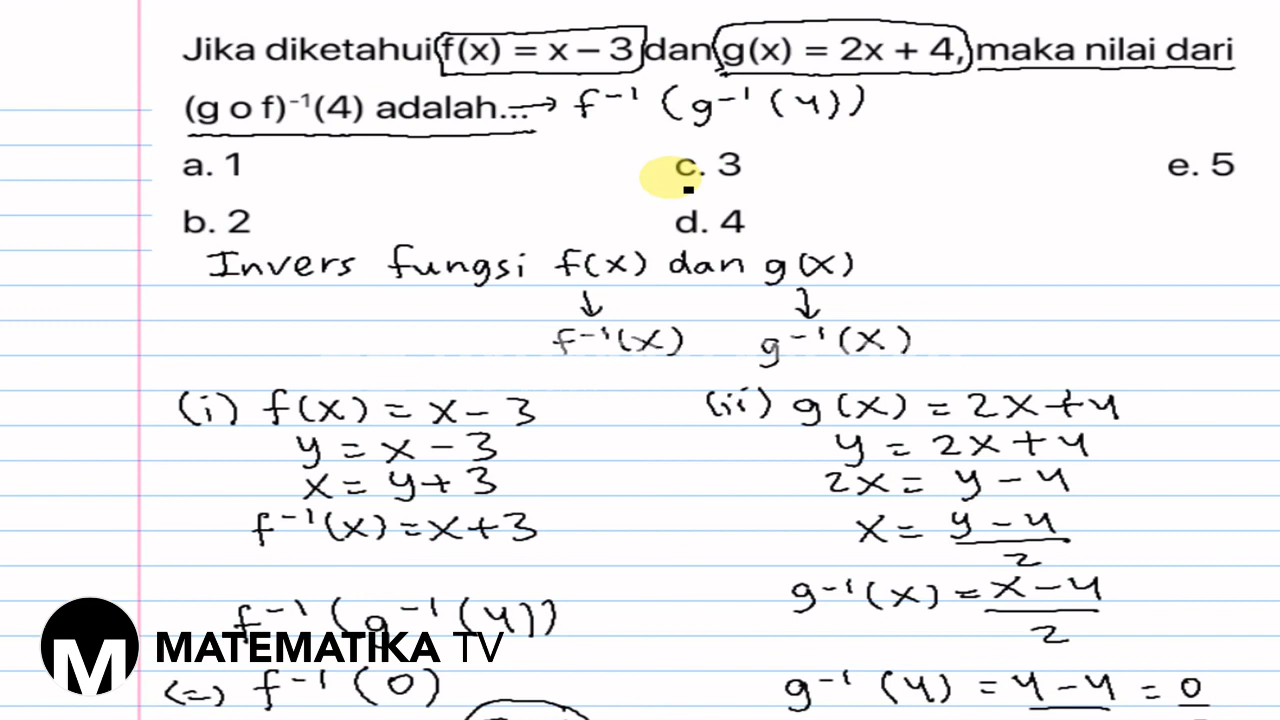 Jika diketahui f(x) = x − 3 dan g(x) = 2x + 4, maka nilai dari
(g o f)⁻¹(4) adalah... → f⁻¹ (g⁻¹ (4))
a. 1 c. 3 e. 5
b. 2 d. 4
Invers fungsi f(x) dan g(x)
↓ ↓
f⁻¹(x) g⁻¹(x)
(i) f(x) = x − 3
y = x − 3
x = y + 3
f⁻¹(x) = x + 3
f⁻¹ (g⁻¹ (4))
(=) f⁻¹ (0)
(ii) g(x) = 2x + 4
y = 2x + 4
2x = y − 4
x = y − 4
2
g⁻¹(x) = x − 4
2
g⁻¹ (4) = 4 − 4 = 0
M MATEMATIKA TV